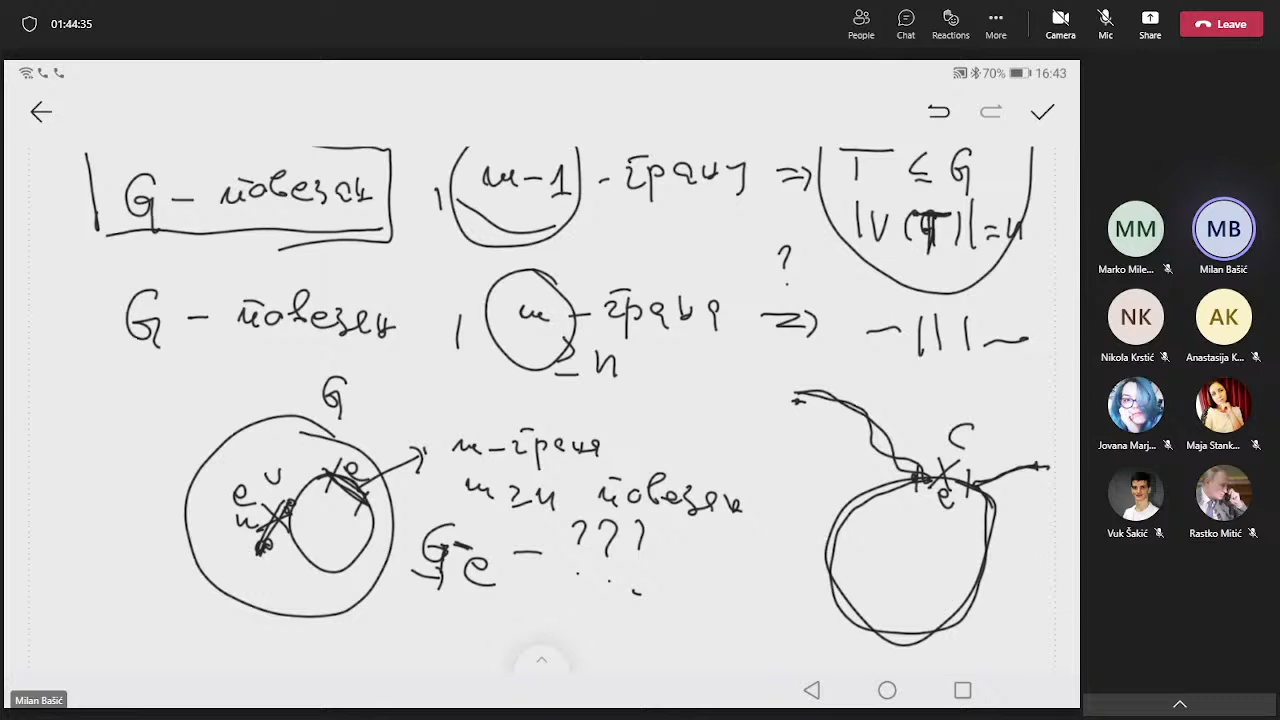 01:44:35
People Chat Reactions More Camera Mic Share Leave
70% 16:43
G – повезан , (m-1) - грану => T ⊆ G
|V(T)| = n
?
G – повезан , m - грана => ~ ||| ~
≥ n
G
C
e v e
m-грана
m≥n повезан
u
e
G-e – ???
Marko Mile... Milan Bašić
Nikola Krstić Anastasija K...
Jovana Marj... Maja Stank...
Vuk Šakić Rastko Mitić
MM MB
NK AK
Milan Bašić